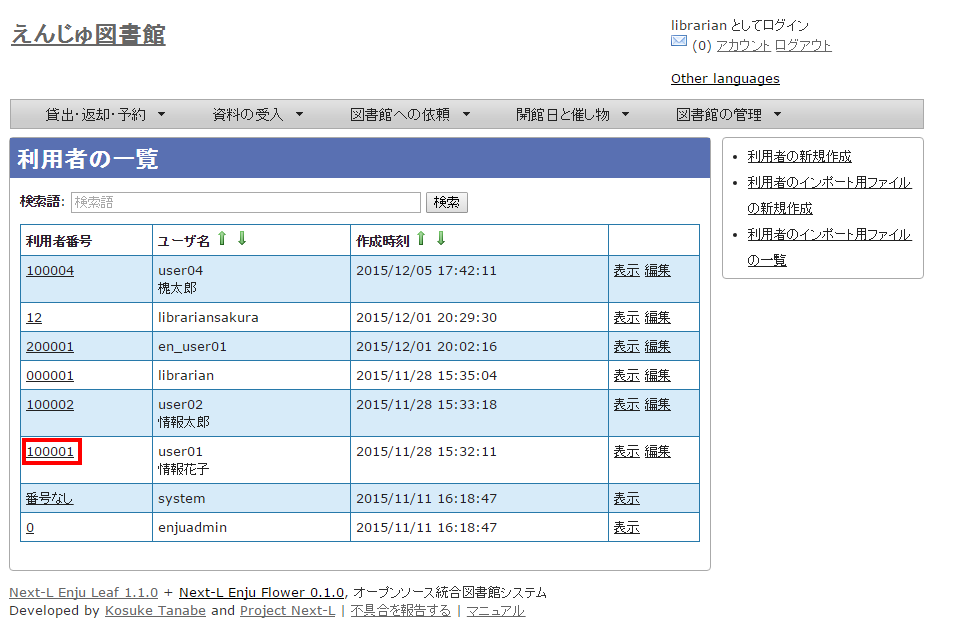 えんじゅ図書館
librarian としてログイン
(0) アカウント ログアウト
Other languages
貸出・返却・予約 ▼ 資料の受入 ▼ 図書館への依頼 ▼ 開館日と催し物 ▼ 図書館の管理 ▼
利用者の一覧
検索語: 検索語 検索
利用者番号 ユーザ名 ↑ ↓ 作成時刻 ↑ ↓
100004 user04 2015/12/05 17:42:11 表示 編集
槐太郎
12 librariansakura 2015/12/01 20:29:30 表示 編集
200001 en_user01 2015/12/01 20:02:16 表示 編集
000001 librarian 2015/11/28 15:35:04 表示 編集
100002 user02 2015/11/28 15:33:18 表示 編集
情報太郎
100001 user01 2015/11/28 15:32:11 表示 編集
情報花子
番号なし system 2015/11/11 16:18:47 表示
0 enjuadmin 2015/11/11 16:18:47 表示
• 利用者の新規作成
• 利用者のインポート用ファイル
の新規作成
• 利用者のインポート用ファイル
の一覧
Next-L Enju Leaf 1.1.0 + Next-L Enju Flower 0.1.0, オープンソース統合図書館システム
Developed by Kosuke Tanabe and Project Next-L | 不具合を報告する | マニュアル